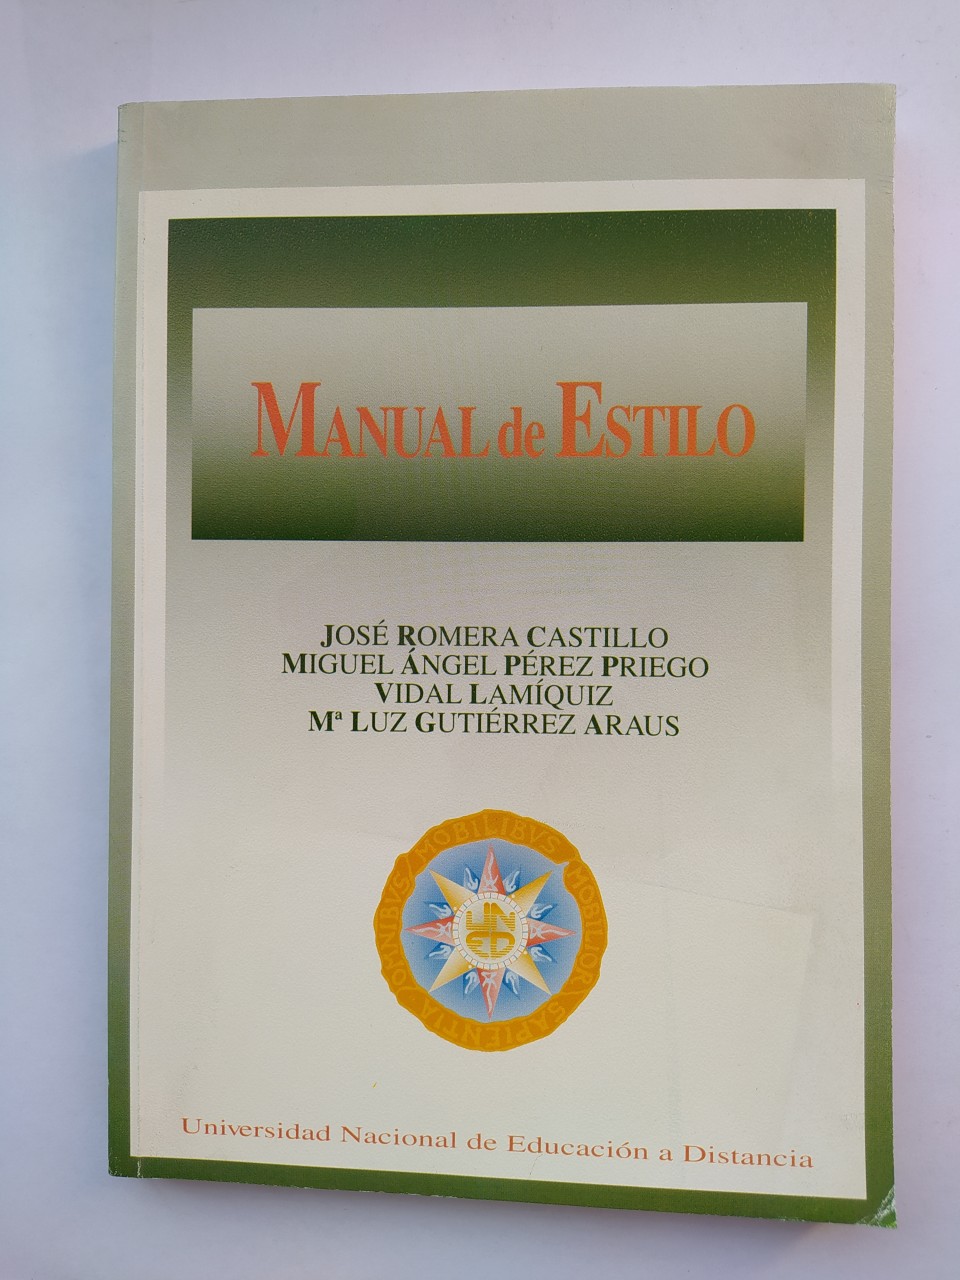 MANUAL de ESTILO
JOSÉ ROMERA CASTILLO
MIGUEL ÁNGEL PÉREZ PRIEGO
VIDAL LAMÍQUIZ
Mª LUZ GUTIÉRREZ ARAUS
OMNIBVS / MOBILIBVS / MOBILIOR / SAPIENTIA
UNED
Universidad Nacional de Educación a Distancia